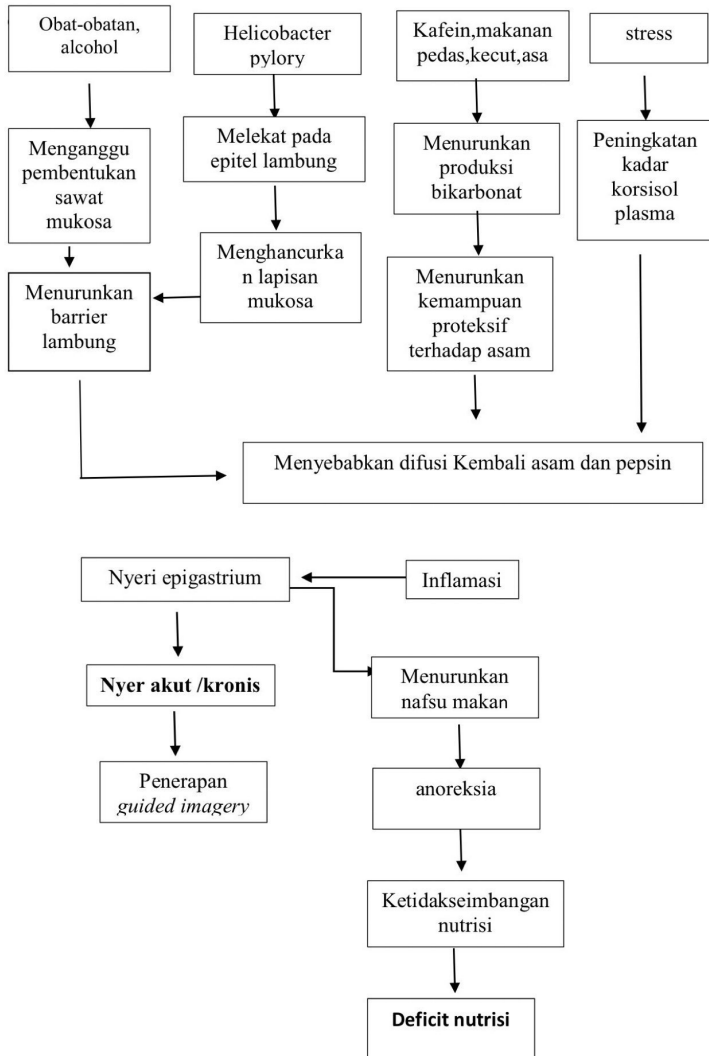 Obat-obatan,
alcohol
Helicobacter
pylory
Kafein,makanan
pedas,kecut,asa
stress
Menganggu
pembentukan
sawat
mukosa
Melekat pada
epitel lambung
Menurunkan
produksi
bikarbonat
Peningkatan
kadar
korsisol
plasma
Menurunkan
barrier
lambung
Menghancurka
n lapisan
mukosa
Menurunkan
kemampuan
proteksif
terhadap asam
Menyebabkan difusi Kembali asam dan pepsin
Nyeri epigastrium
Inflamasi
Nyer akut /kronis
Menurunkan
nafsu makan
Penerapan
guided imagery
anoreksia
Ketidakseimbangan
nutrisi
Deficit nutrisi